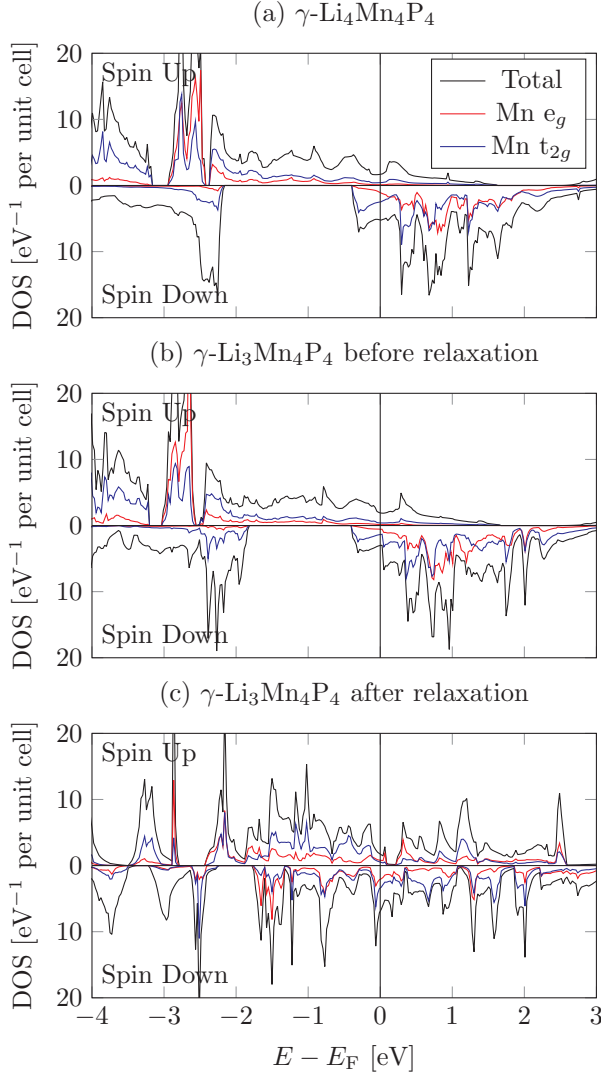 (a) γ-Li₄Mn₄P₄
DOS [eV⁻¹ per unit cell]
20
10
0
10
20
Spin Up
Spin Down
Total
Mn e_g
Mn t_2g
(b) γ-Li₃Mn₄P₄ before relaxation
DOS [eV⁻¹ per unit cell]
20
10
0
10
20
Spin Up
Spin Down
(c) γ-Li₃Mn₄P₄ after relaxation
DOS [eV⁻¹ per unit cell]
20
10
0
10
20
Spin Up
Spin Down
−4 −3 −2 −1 0 1 2 3
E − E_F [eV]